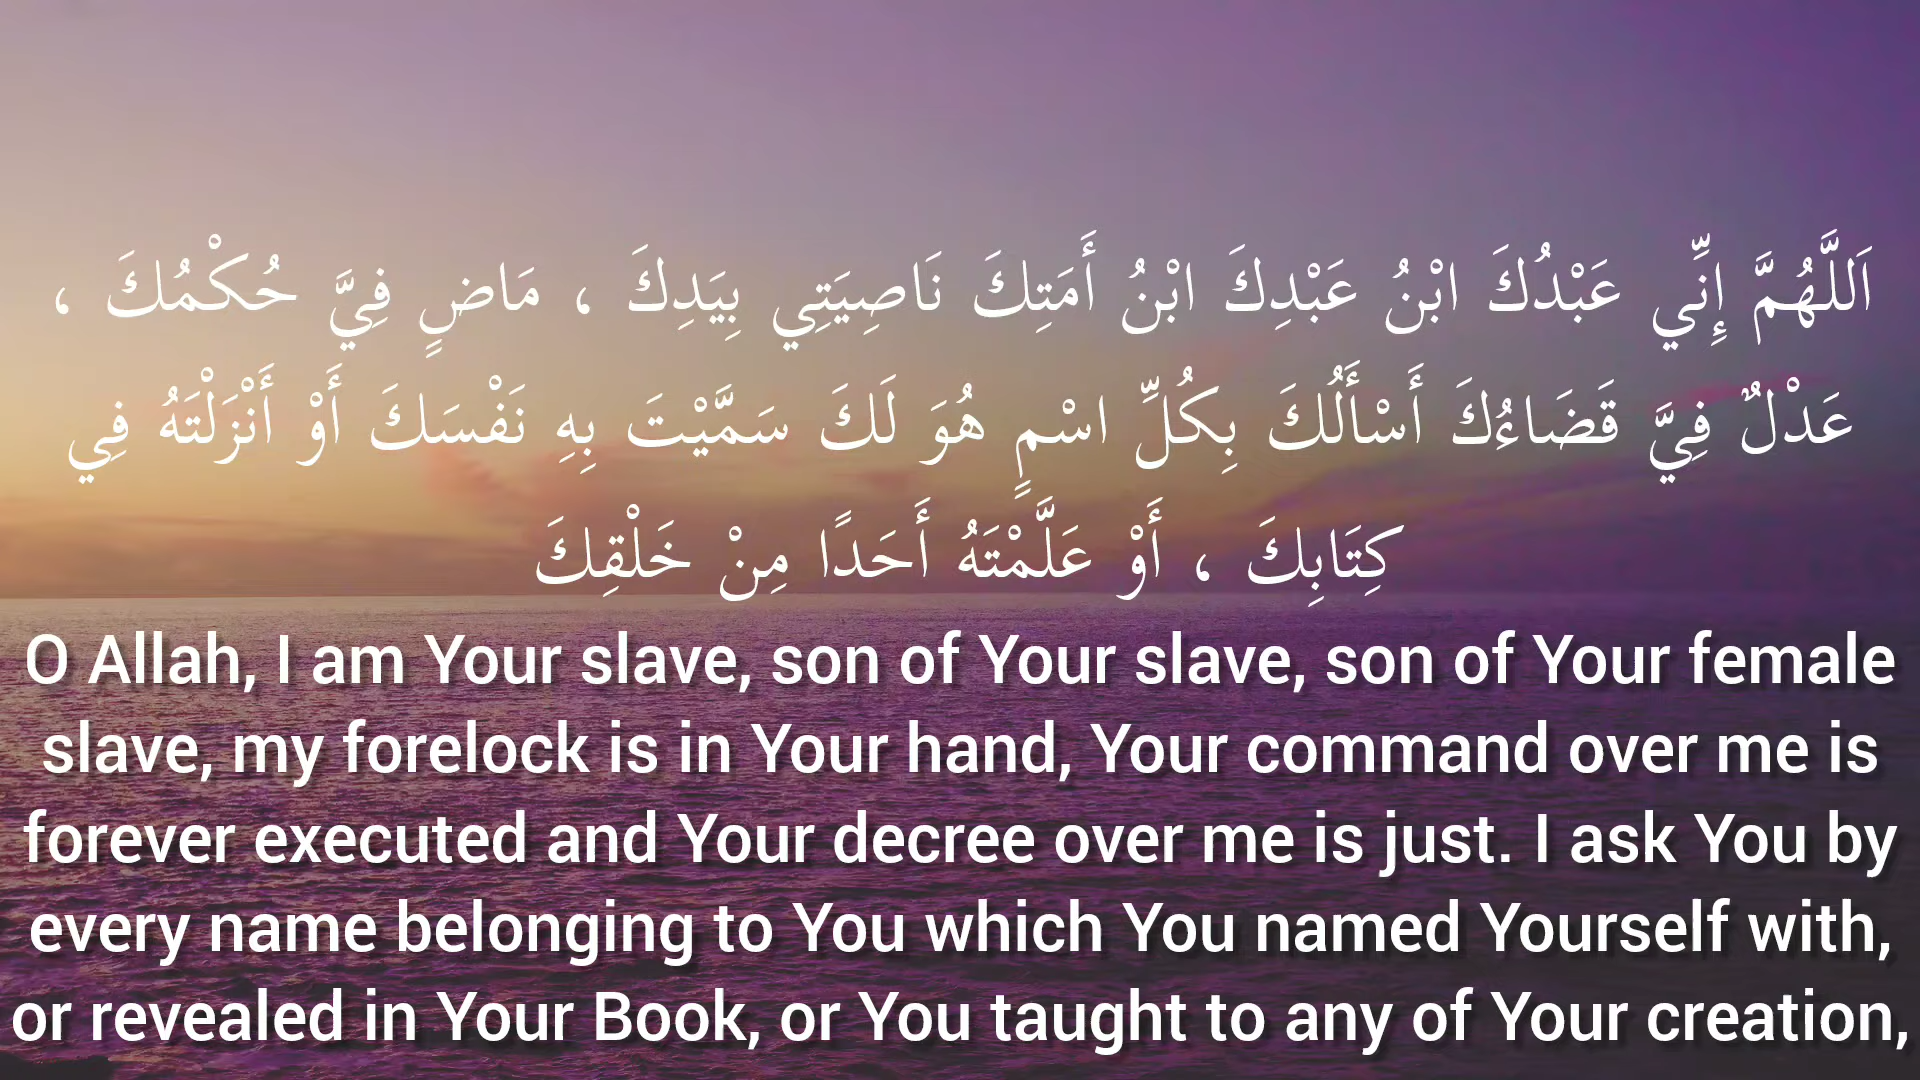 اَللَّهُمَّ إِنِّي عَبْدُكَ ابْنُ عَبْدِكَ ابْنُ أَمَتِكَ نَاصِيَتِي بِيَدِكَ ، مَاضٍ فِيَّ حُكْمُكَ ،
عَدْلٌ فِيَّ قَضَاءُكَ أَسْأَلُكَ بِكُلِّ اسْمٍ هُوَ لَكَ سَمَّيْتَ بِهِ نَفْسَكَ أَوْ أَنْزَلْتَهُ فِي
كِتَابِكَ ، أَوْ عَلَّمْتَهُ أَحَدًا مِنْ خَلْقِكَ
O Allah, I am Your slave, son of Your slave, son of Your female
slave, my forelock is in Your hand, Your command over me is
forever executed and Your decree over me is just. I ask You by
every name belonging to You which You named Yourself with,
or revealed in Your Book, or You taught to any of Your creation,